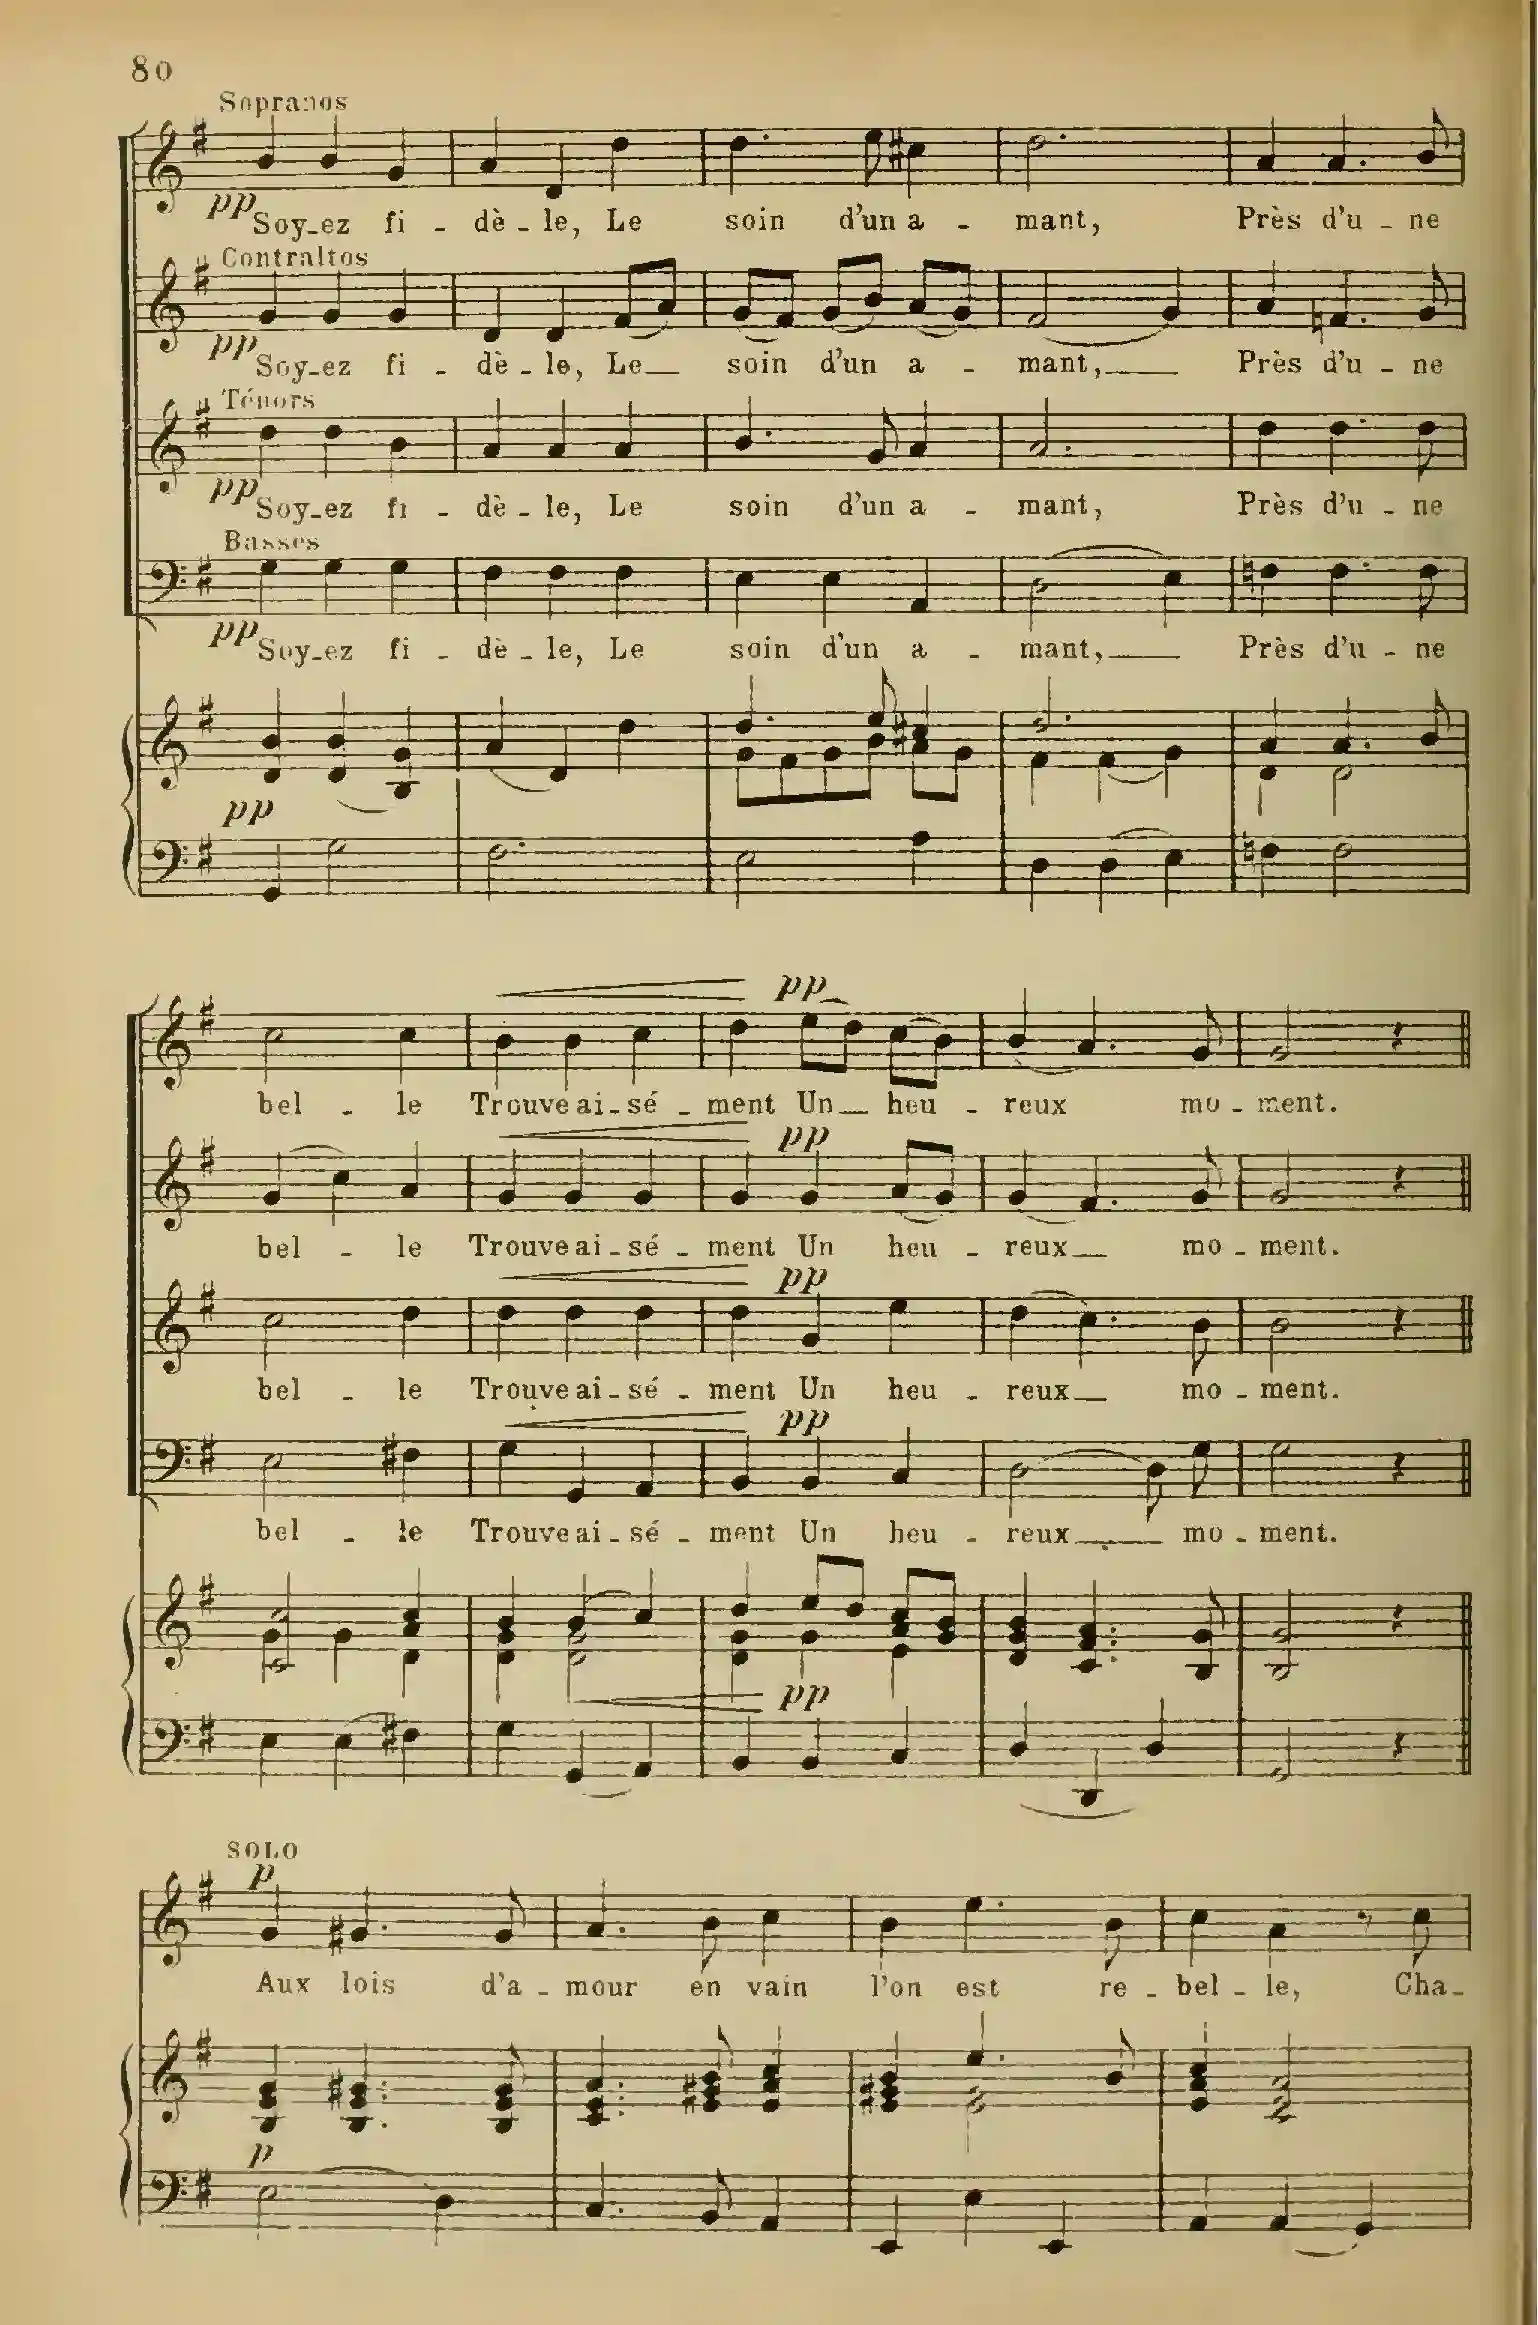 80
Sopranos
pp
Soy-ez fi - dè - le, Le soin d'un a - mant, Près d'u - ne
Contraltos
pp
Soy-ez fi - dè - le, Le soin d'un a - mant, Près d'u - ne
Ténors
pp
Soy-ez fi - dè - le, Le soin d'un a - mant, Près d'u - ne
Basses
pp
Soy-ez fi - dè - le, Le soin d'un a - mant, Près d'u - ne
pp
pp
bel - le Trouve ai - sé - ment Un heu - reux mo - ment.
pp
bel - le Trouve ai - sé - ment Un heu - reux mo - ment.
pp
bel - le Trouve ai - sé - ment Un heu - reux mo - ment.
pp
bel - le Trouve ai - sé - ment Un heu - reux mo - ment.
pp
SOLO
p
Aux lois d'a - mour en vain l'on est re - bel - le, Cha -
p